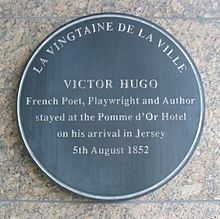 LA VINGTAINE DE LA VILLE
VICTOR HUGO
French Poet, Playwright and Author
stayed at the Pomme d'Or Hotel
on his arrival in Jersey
5th August 1852